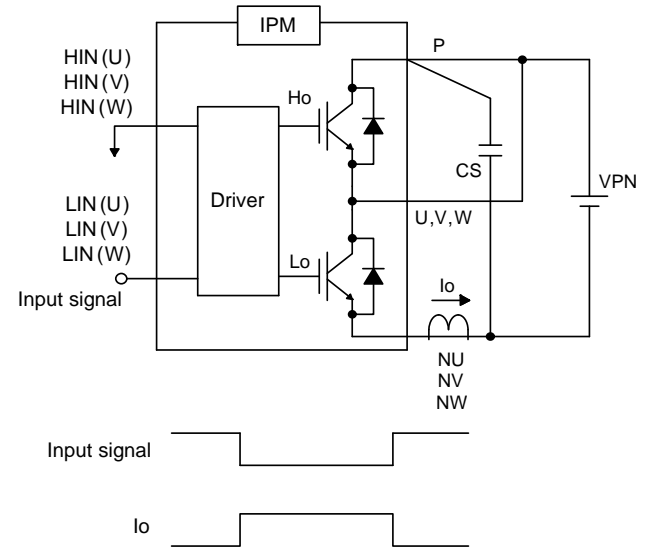 IPM
HIN (U)
HIN (V)
HIN (W)
P
Ho
CS
VPN
Driver
LIN (U)
LIN (V)
LIN (W)
U,V,W
Lo
Io
Input signal
NU
NV
NW
Input signal
Io